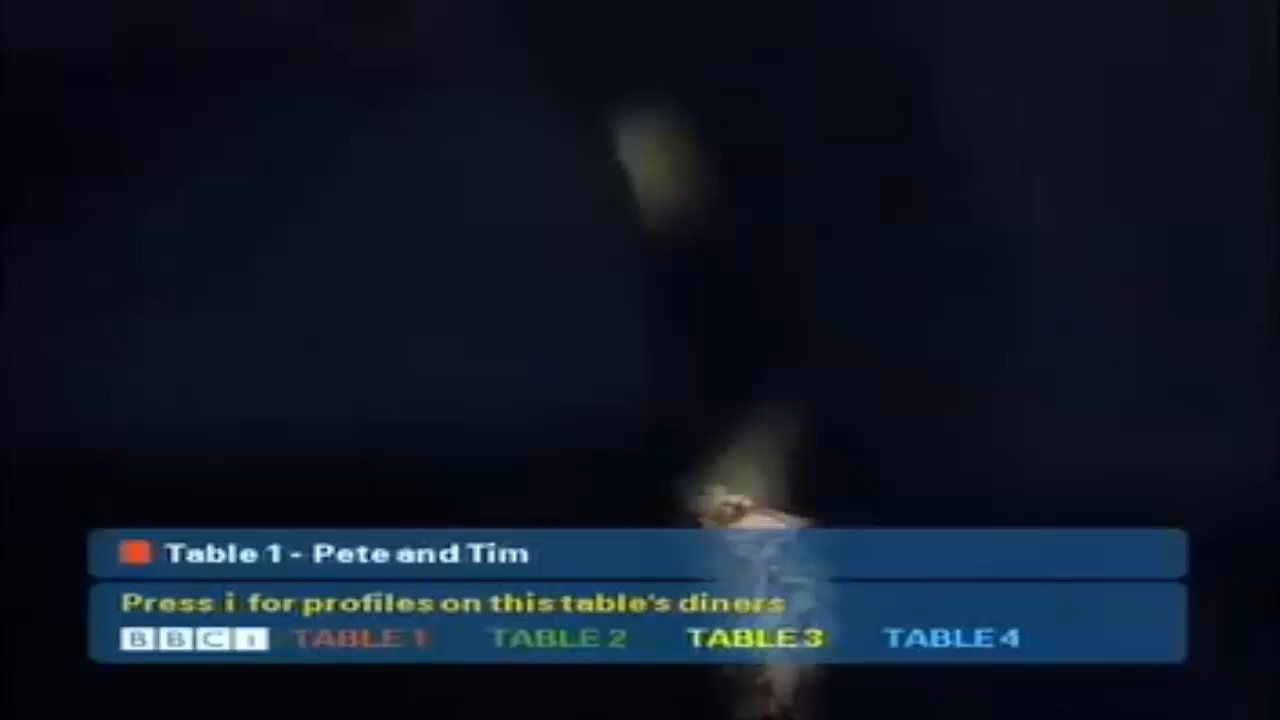 Table 1 - Pete and Tim
Press i for profiles on this table's diners
BBCi TABLE 1 TABLE 2 TABLE 3 TABLE 4